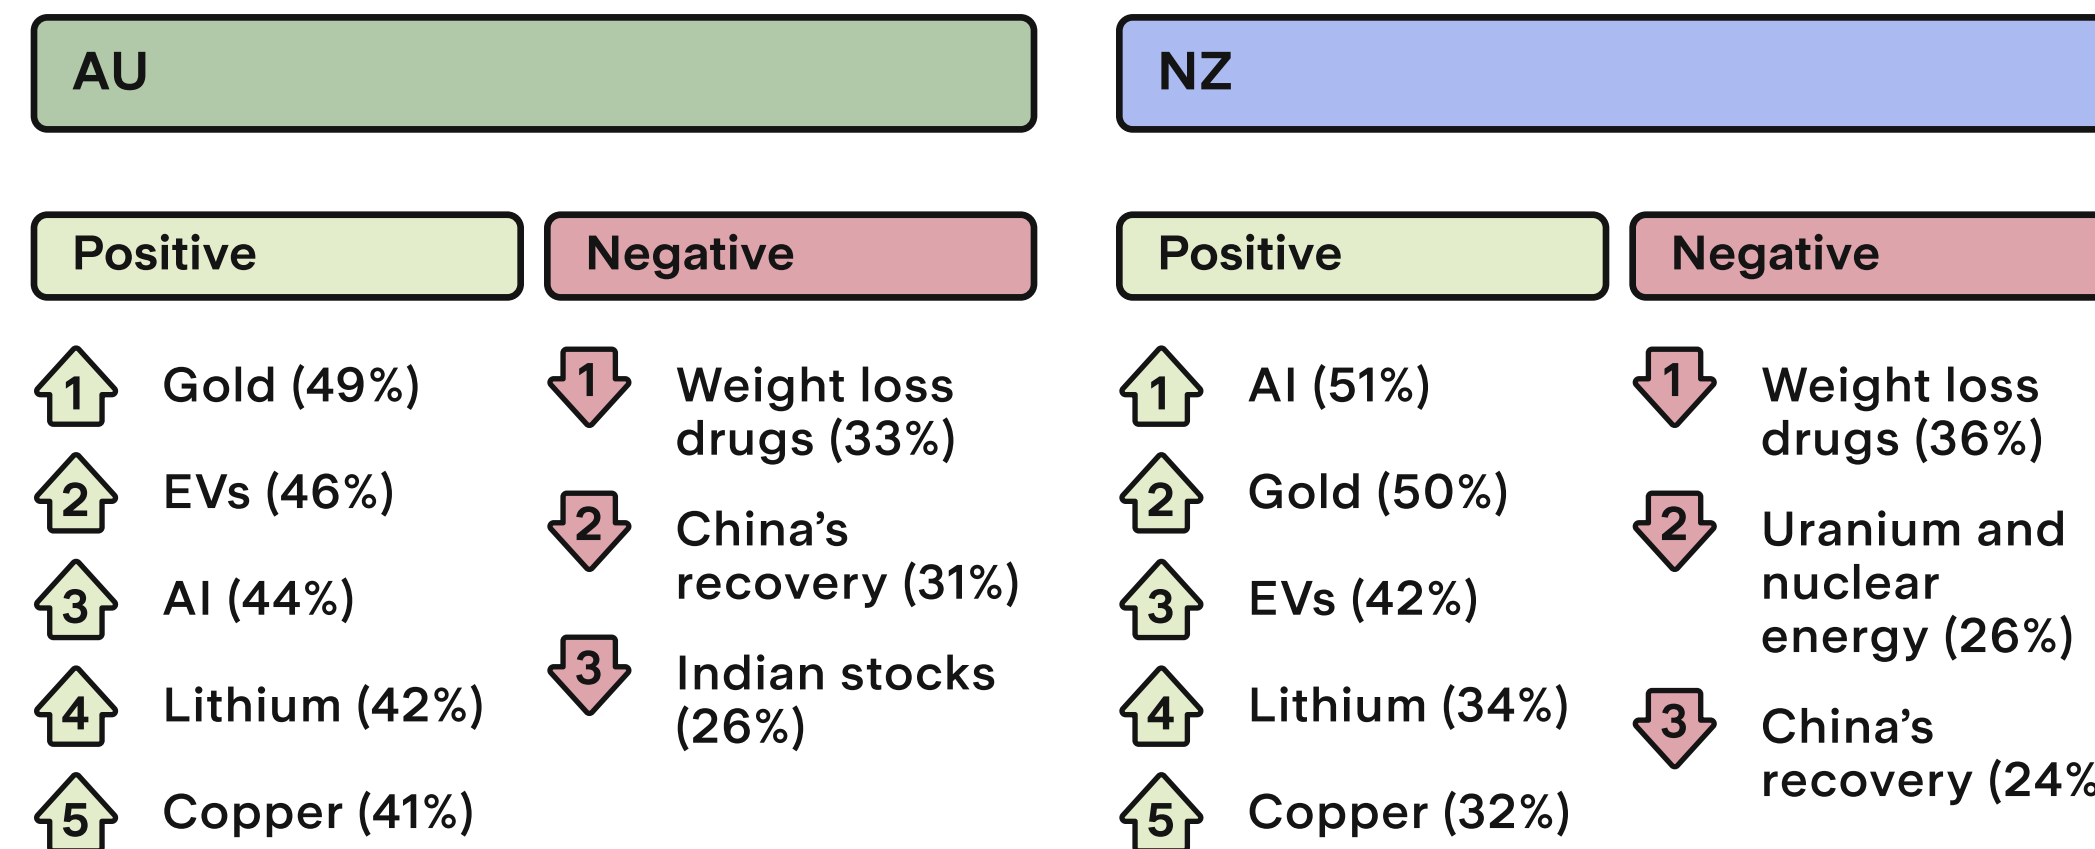 AU
Positive
Negative
1 Gold (49%)
2 EVs (46%)
3 AI (44%)
4 Lithium (42%)
5 Copper (41%)
1 Weight loss
drugs (33%)
2 China’s
recovery (31%)
3 Indian stocks
(26%)
NZ
Positive
Negative
1 AI (51%)
2 Gold (50%)
3 EVs (42%)
4 Lithium (34%)
5 Copper (32%)
1 Weight loss
drugs (36%)
2 Uranium and
nuclear
energy (26%)
3 China’s
recovery (24%